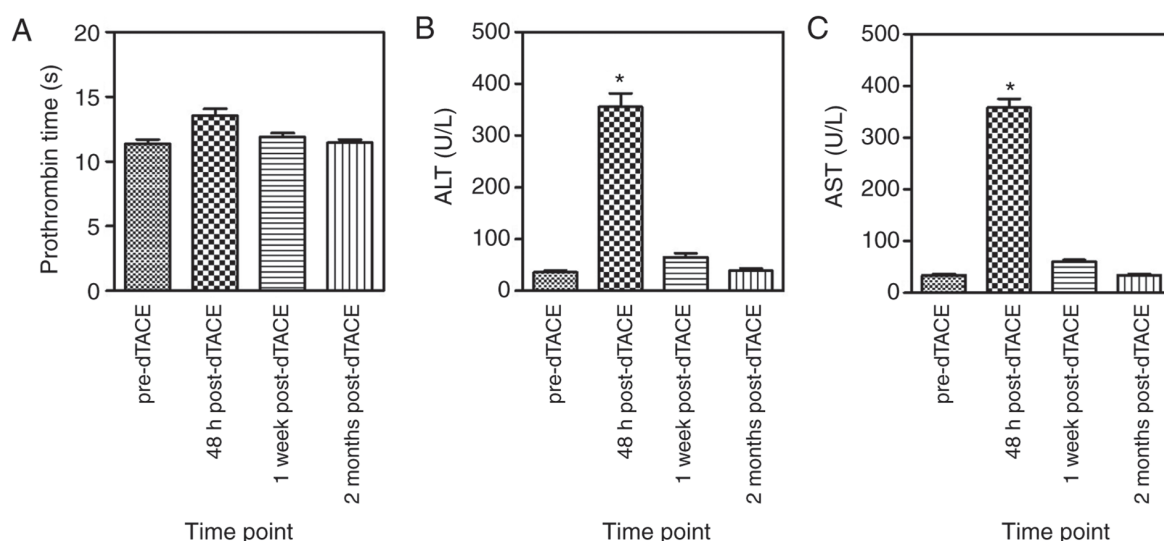 A
Prothrombin time (s)
20
15
10
5
0
pre-dTACE
48 h post-dTACE
1 week post-dTACE
2 months post-dTACE
Time point
B
ALT (U/L)
500
400
300
200
100
0
*
pre-dTACE
48 h post-dTACE
1 week post-dTACE
2 months post-dTACE
Time point
C
AST (U/L)
500
400
300
200
100
0
*
pre-dTACE
48 h post-dTACE
1 week post-dTACE
2 months post-dTACE
Time point